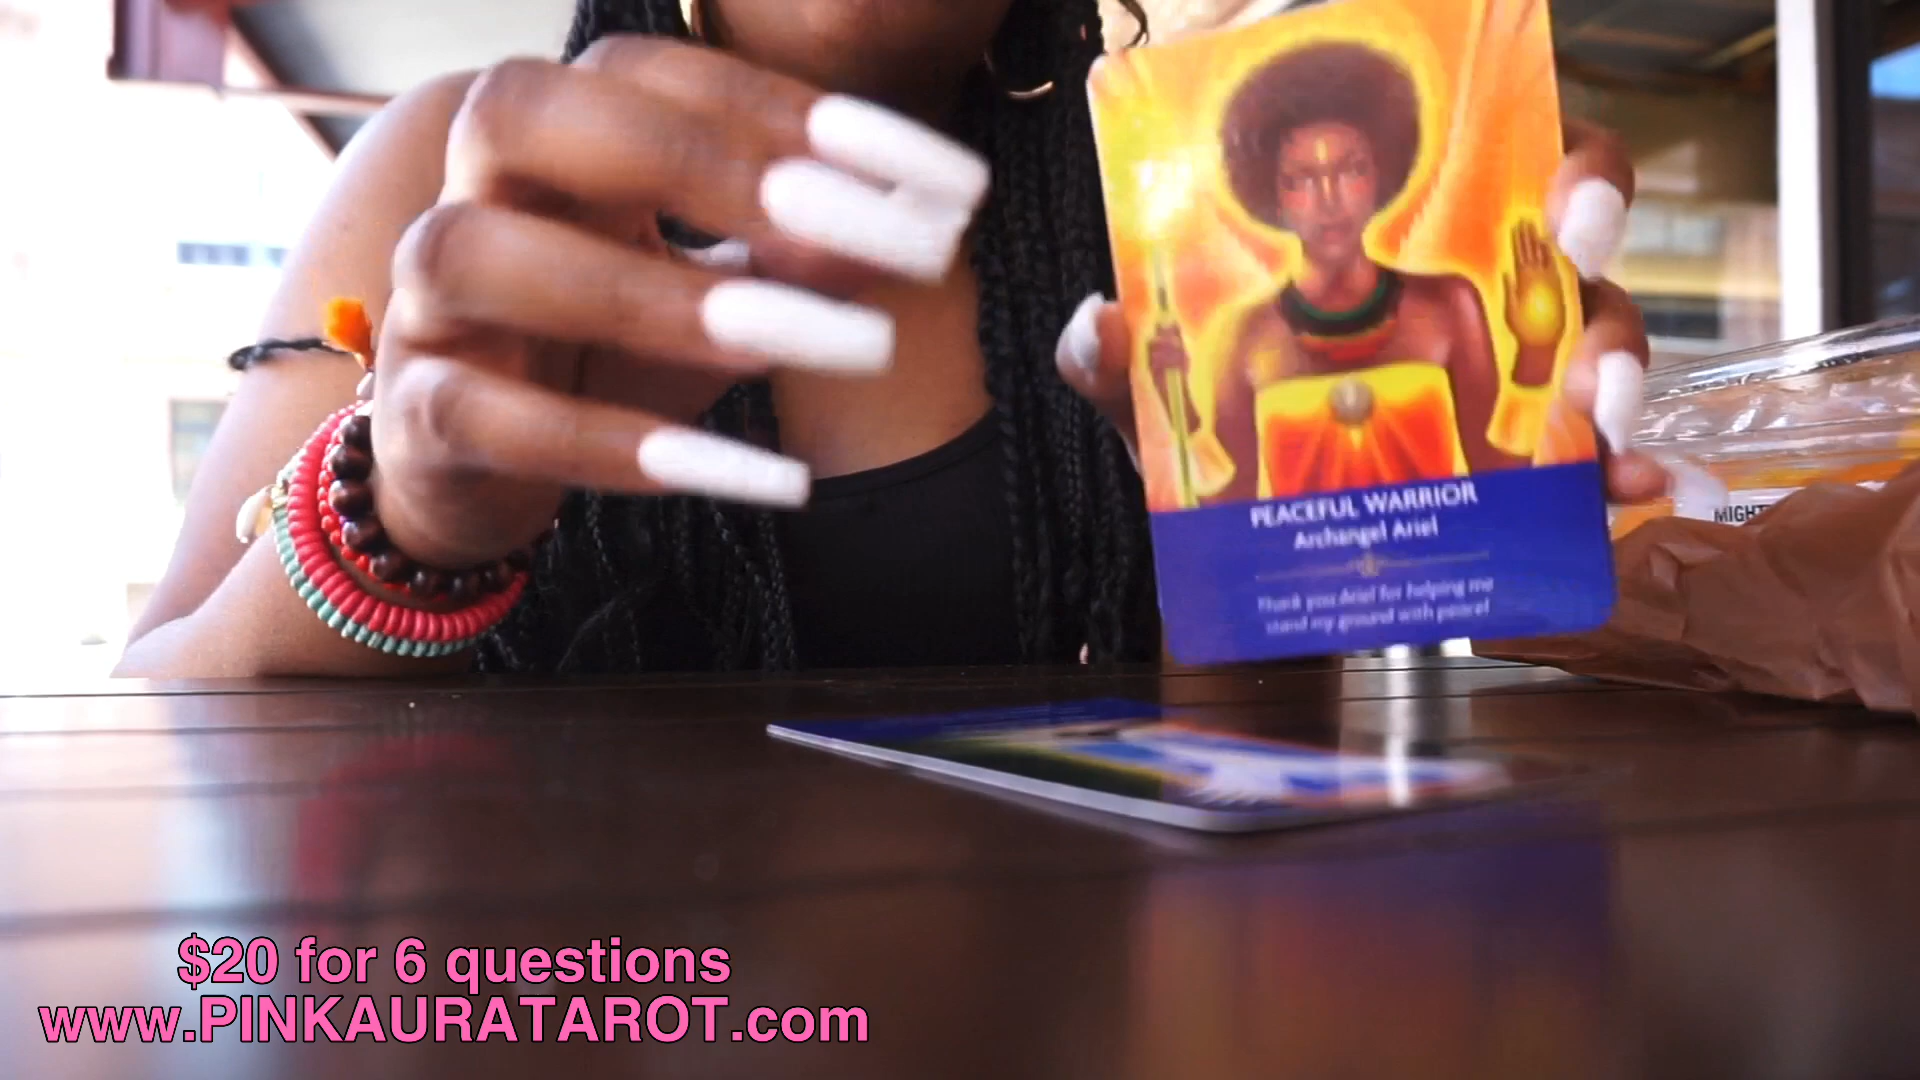 PEACEFUL WARRIOR
Archangel Ariel
Thank you Ariel for helping me
stand my ground with peace!
MIGHT
$20 for 6 questions
www.PINKAURATAROT.com